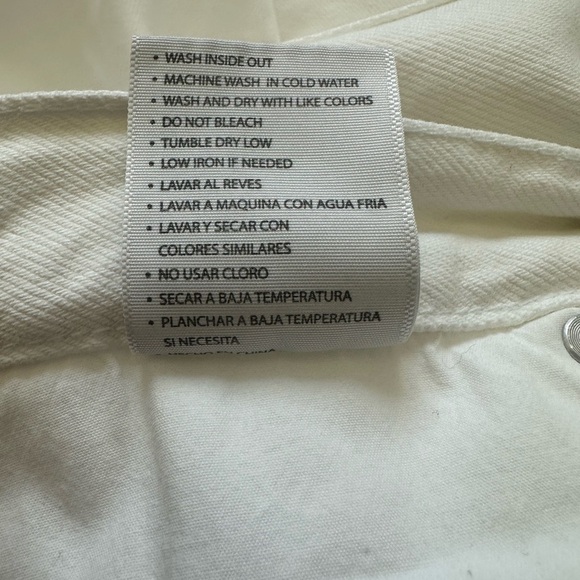 • WASH INSIDE OUT
• MACHINE WASH IN COLD WATER
• WASH AND DRY WITH LIKE COLORS
• DO NOT BLEACH
• TUMBLE DRY LOW
• LOW IRON IF NEEDED
• LAVAR AL REVES
• LAVAR A MAQUINA CON AGUA FRIA
• LAVAR Y SECAR CON
COLORES SIMILARES
• NO USAR CLORO
• SECAR A BAJA TEMPERATURA
• PLANCHAR A BAJA TEMPERATURA
SI NECESITA